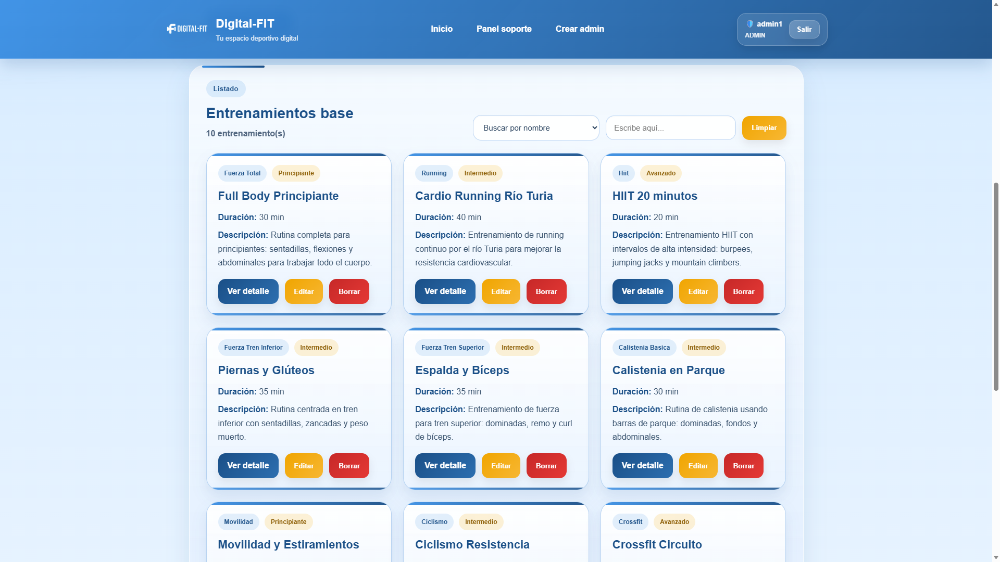 DIGITAL-FIT
Digital-FIT
Tu espacio deportivo digital
Inicio
Panel soporte
Crear admin
admin1
ADMIN
Salir
Listado
Entrenamientos base
10 entrenamiento(s)
Buscar por nombre
Escribe aquí...
Limpiar
Fuerza Total
Principiante
Full Body Principiante
Duración: 30 min
Descripción: Rutina completa para
principiantes: sentadillas, flexiones y
abdominales para trabajar todo el cuerpo.
Ver detalle
Editar
Borrar
Running
Intermedio
Cardio Running Río Turia
Duración: 40 min
Descripción: Entrenamiento de running
continuo por el río Turia para mejorar la
resistencia cardiovascular.
Ver detalle
Editar
Borrar
Hiit
Avanzado
HIIT 20 minutos
Duración: 20 min
Descripción: Entrenamiento HIIT con
intervalos de alta intensidad: burpees,
jumping jacks y mountain climbers.
Ver detalle
Editar
Borrar
Fuerza Tren Inferior
Intermedio
Piernas y Glúteos
Duración: 35 min
Descripción: Rutina centrada en tren
inferior con sentadillas, zancadas y peso
muerto.
Ver detalle
Editar
Borrar
Fuerza Tren Superior
Intermedio
Espalda y Bíceps
Duración: 35 min
Descripción: Entrenamiento de fuerza
para tren superior: dominadas, remo y curl
de bíceps.
Ver detalle
Editar
Borrar
Calistenia Basica
Intermedio
Calistenia en Parque
Duración: 30 min
Descripción: Rutina de calistenia usando
barras de parque: dominadas, fondos y
abdominales.
Ver detalle
Editar
Borrar
Movilidad
Principiante
Movilidad y Estiramientos
Ciclismo
Intermedio
Ciclismo Resistencia
Crossfit
Avanzado
Crossfit Circuito